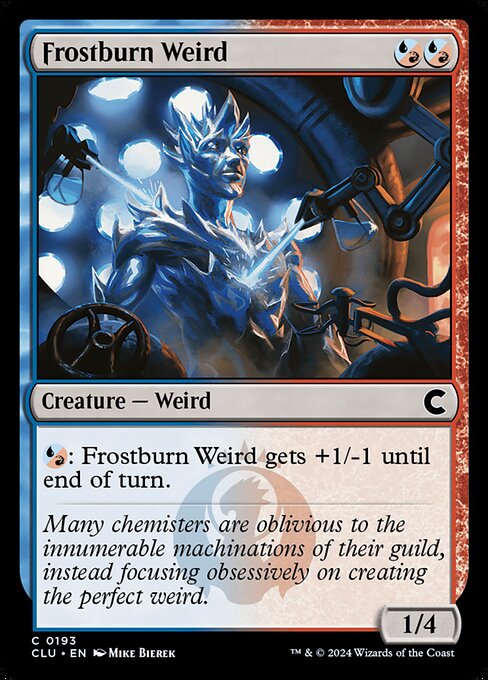 Frostburn Weird
Creature — Weird
: Frostburn Weird gets +1/-1 until
end of turn.
Many chemisters are oblivious to the
innumerable machinations of their guild,
instead focusing obsessively on creating
the perfect weird.
1/4
C 0193
CLU • EN Mike Bierek
™ & © 2024 Wizards of the Coast